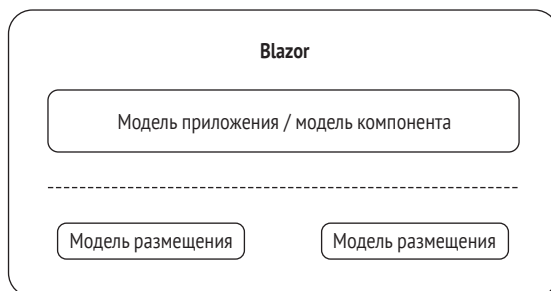 Blazor
Модель приложения / модель компонента
Модель размещения
Модель размещения